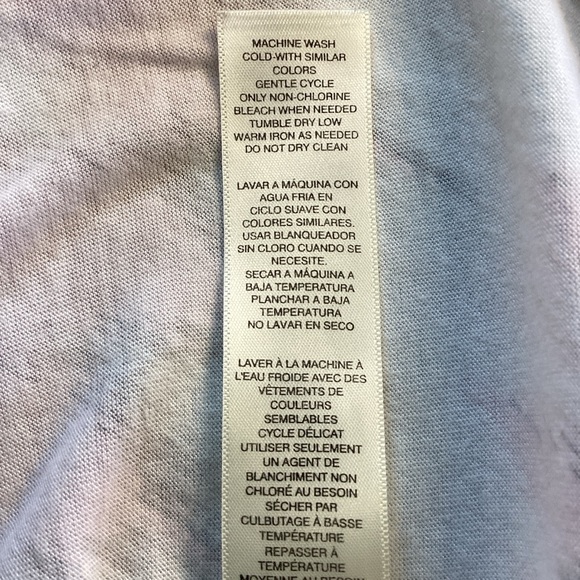 MACHINE WASH
COLD-WITH SIMILAR
COLORS
GENTLE CYCLE
ONLY NON-CHLORINE
BLEACH WHEN NEEDED
TUMBLE DRY LOW
WARM IRON AS NEEDED
DO NOT DRY CLEAN
LAVAR A MÁQUINA CON
AGUA FRIA EN
CICLO SUAVE CON
COLORES SIMILARES.
USAR BLANQUEADOR
SIN CLORO CUANDO SE
NECESITE.
SECAR A MÁQUINA A
BAJA TEMPERATURA
PLANCHAR A BAJA
TEMPERATURA
NO LAVAR EN SECO
LAVER À LA MACHINE À
L'EAU FROIDE AVEC DES
VÊTEMENTS DE
COULEURS
SEMBLABLES
CYCLE DÉLICAT
UTILISER SEULEMENT
UN AGENT DE
BLANCHIMENT NON
CHLORÉ AU BESOIN
SÉCHER PAR
CULBUTAGE À BASSE
TEMPÉRATURE
REPASSER À
TEMPÉRATURE
MOYENNE AU BESOIN